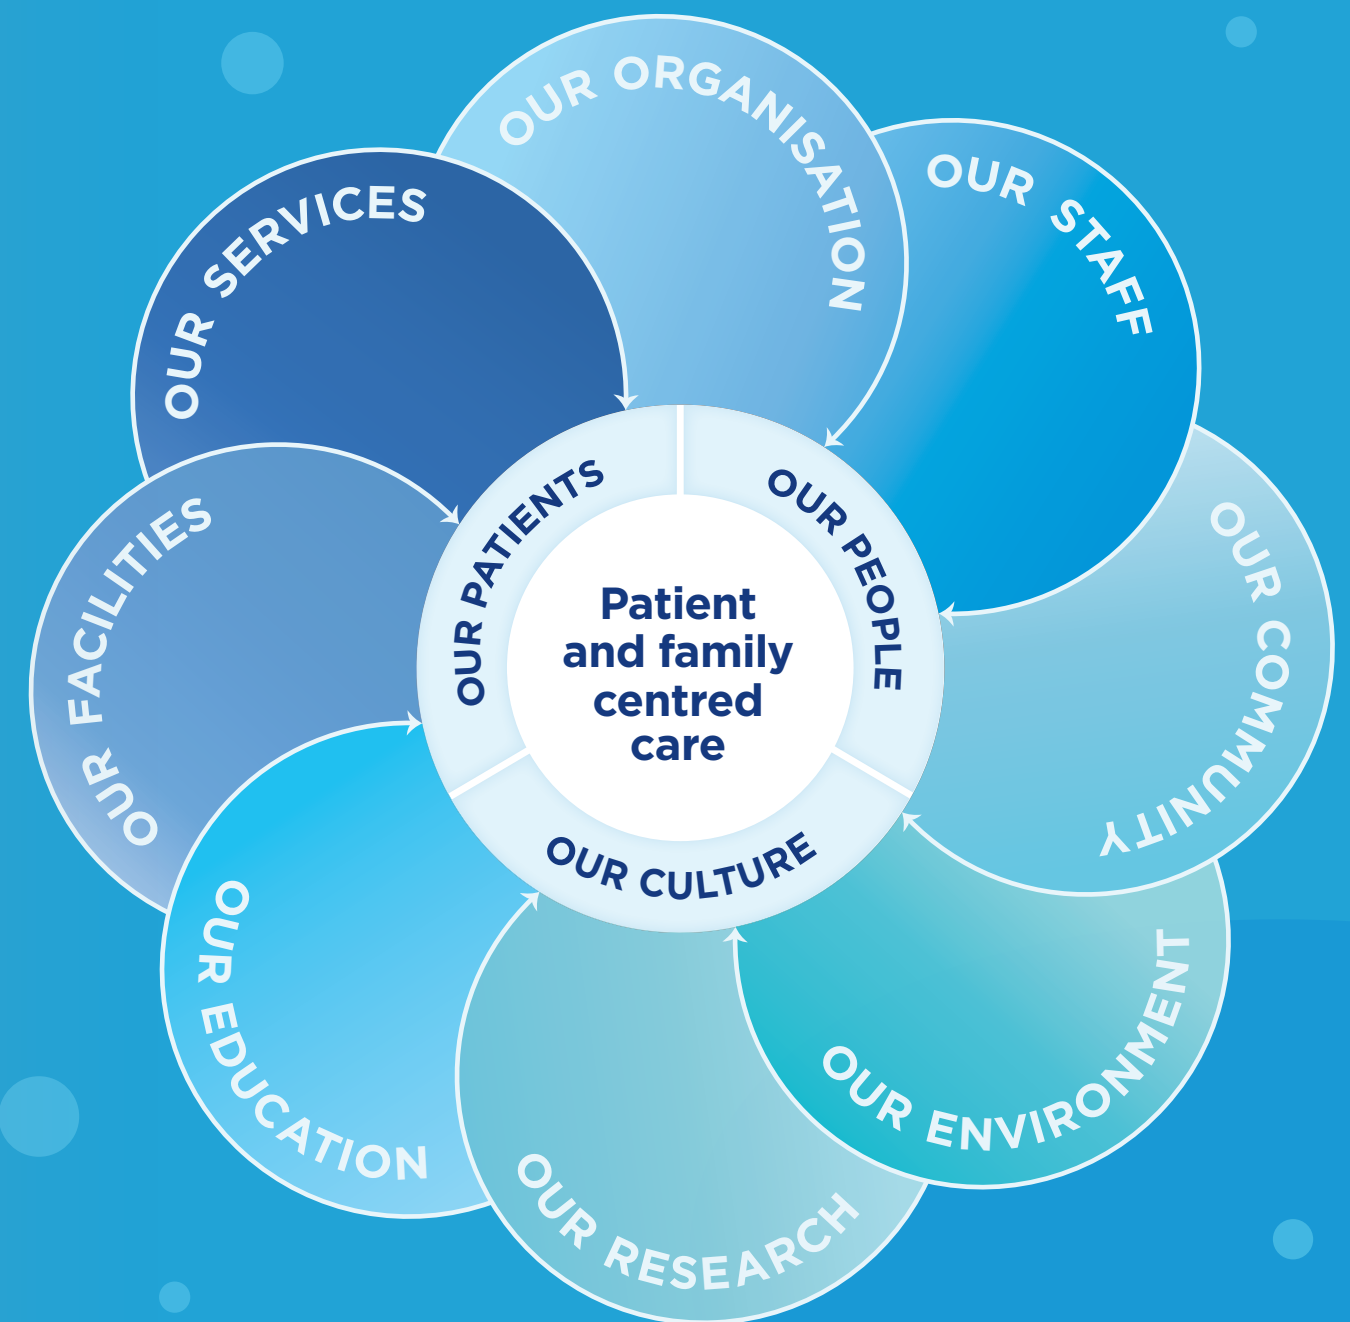 OUR ORGANISATION
OUR STAFF
OUR COMMUNITY
OUR ENVIRONMENT
OUR RESEARCH
OUR EDUCATION
OUR FACILITIES
OUR SERVICES
OUR PATIENTS
OUR PEOPLE
OUR CULTURE
Patient
and family
centred
care